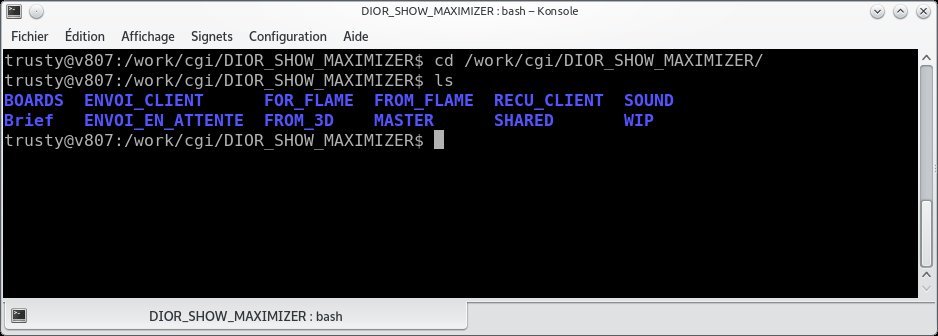 DIOR_SHOW_MAXIMIZER : bash – Konsole
Fichier Édition Affichage Signets Configuration Aide
trusty@v807:/work/cgi/DIOR_SHOW_MAXIMIZER$ cd /work/cgi/DIOR_SHOW_MAXIMIZER/
trusty@v807:/work/cgi/DIOR_SHOW_MAXIMIZER$ ls
BOARDS ENVOI_CLIENT FOR_FLAME FROM_FLAME RECU_CLIENT SOUND
Brief ENVOI_EN_ATTENTE FROM_3D MASTER SHARED WIP
trusty@v807:/work/cgi/DIOR_SHOW_MAXIMIZER$
DIOR_SHOW_MAXIMIZER : bash